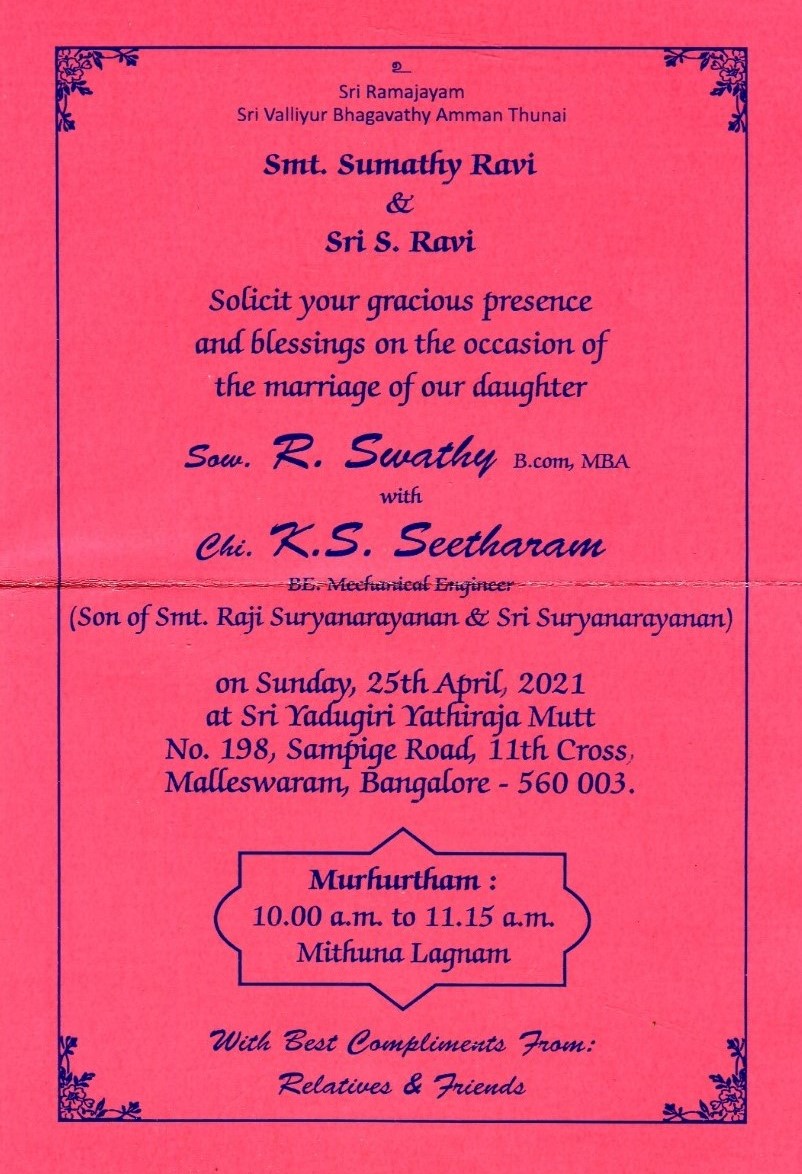 உ
Sri Ramajayam
Sri Valliyur Bhagavathy Amman Thunai
Smt. Sumathy Ravi
&
Sri S. Ravi
Solicit your gracious presence
and blessings on the occasion of
the marriage of our daughter
Sow. R. Swathy B.com, MBA
with
Chi. K.S. Seetharam
BE. Mechanical Engineer
(Son of Smt. Raji Suryanarayanan & Sri Suryanarayanan)
on Sunday, 25th April, 2021
at Sri Yadugiri Yathiraja Mutt
No. 198, Sampige Road, 11th Cross,
Malleswaram, Bangalore - 560 003.
Murhurtham :
10.00 a.m. to 11.15 a.m.
Mithuna Lagnam
With Best Compliments From:
Relatives & Friends